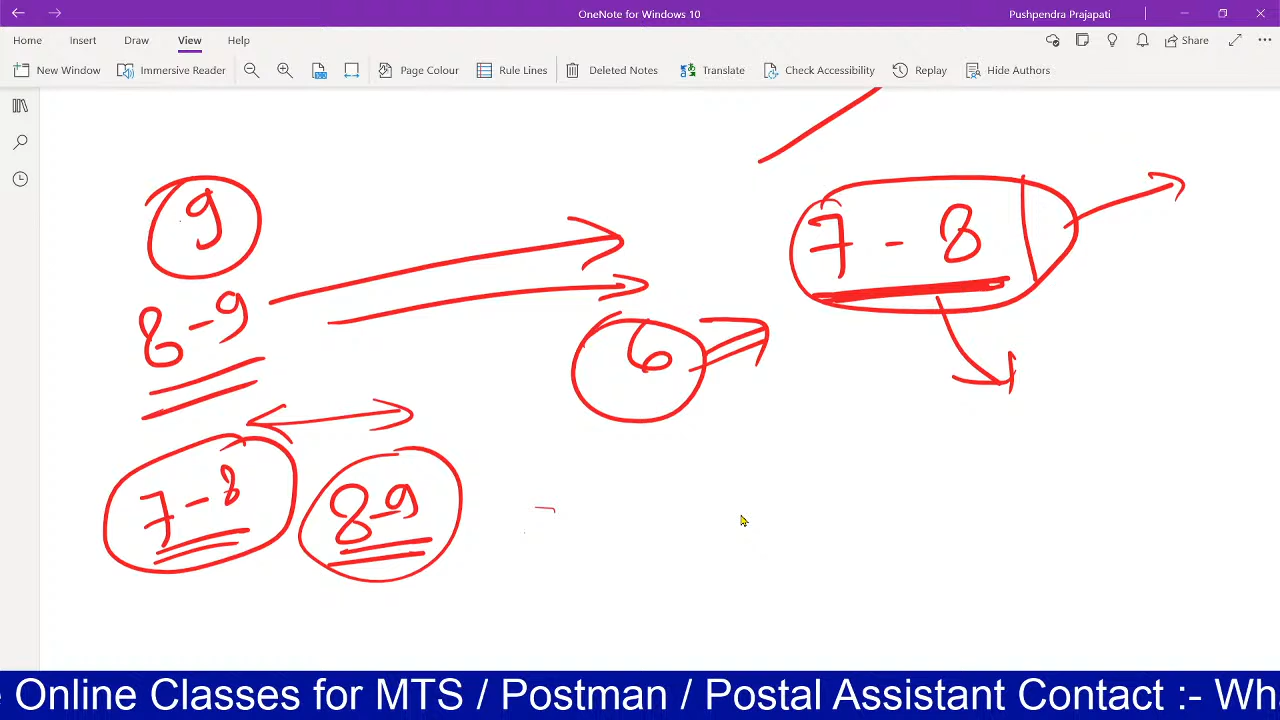 OneNote for Windows 10
Pushpendra Prajapati
Home Insert Draw View Help
Share
New Window Immersive Reader Page Colour Rule Lines Deleted Notes Translate Check Accessibility Replay Hide Authors
9
7 - 8
8 - 9
6
7 - 8
8 - 9
e Online Classes for MTS / Postman / Postal Assistant Contact :- Wh